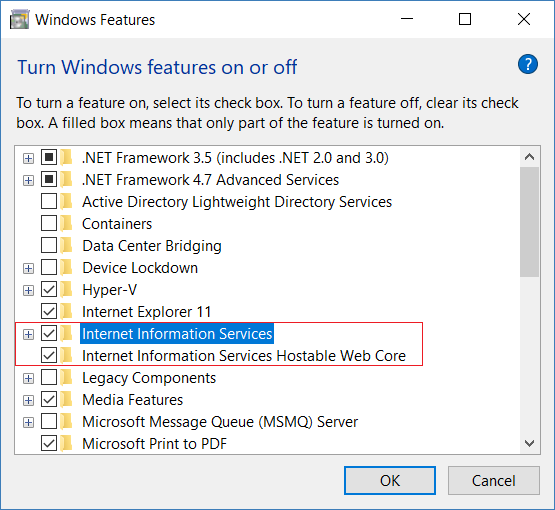 Windows Features
Turn Windows features on or off
?
To turn a feature on, select its check box. To turn a feature off, clear its check
box. A filled box means that only part of the feature is turned on.
.NET Framework 3.5 (includes .NET 2.0 and 3.0)
.NET Framework 4.7 Advanced Services
Active Directory Lightweight Directory Services
Containers
Data Center Bridging
Device Lockdown
Hyper-V
Internet Explorer 11
Internet Information Services
Internet Information Services Hostable Web Core
Legacy Components
Media Features
Microsoft Message Queue (MSMQ) Server
Microsoft Print to PDF
OK Cancel